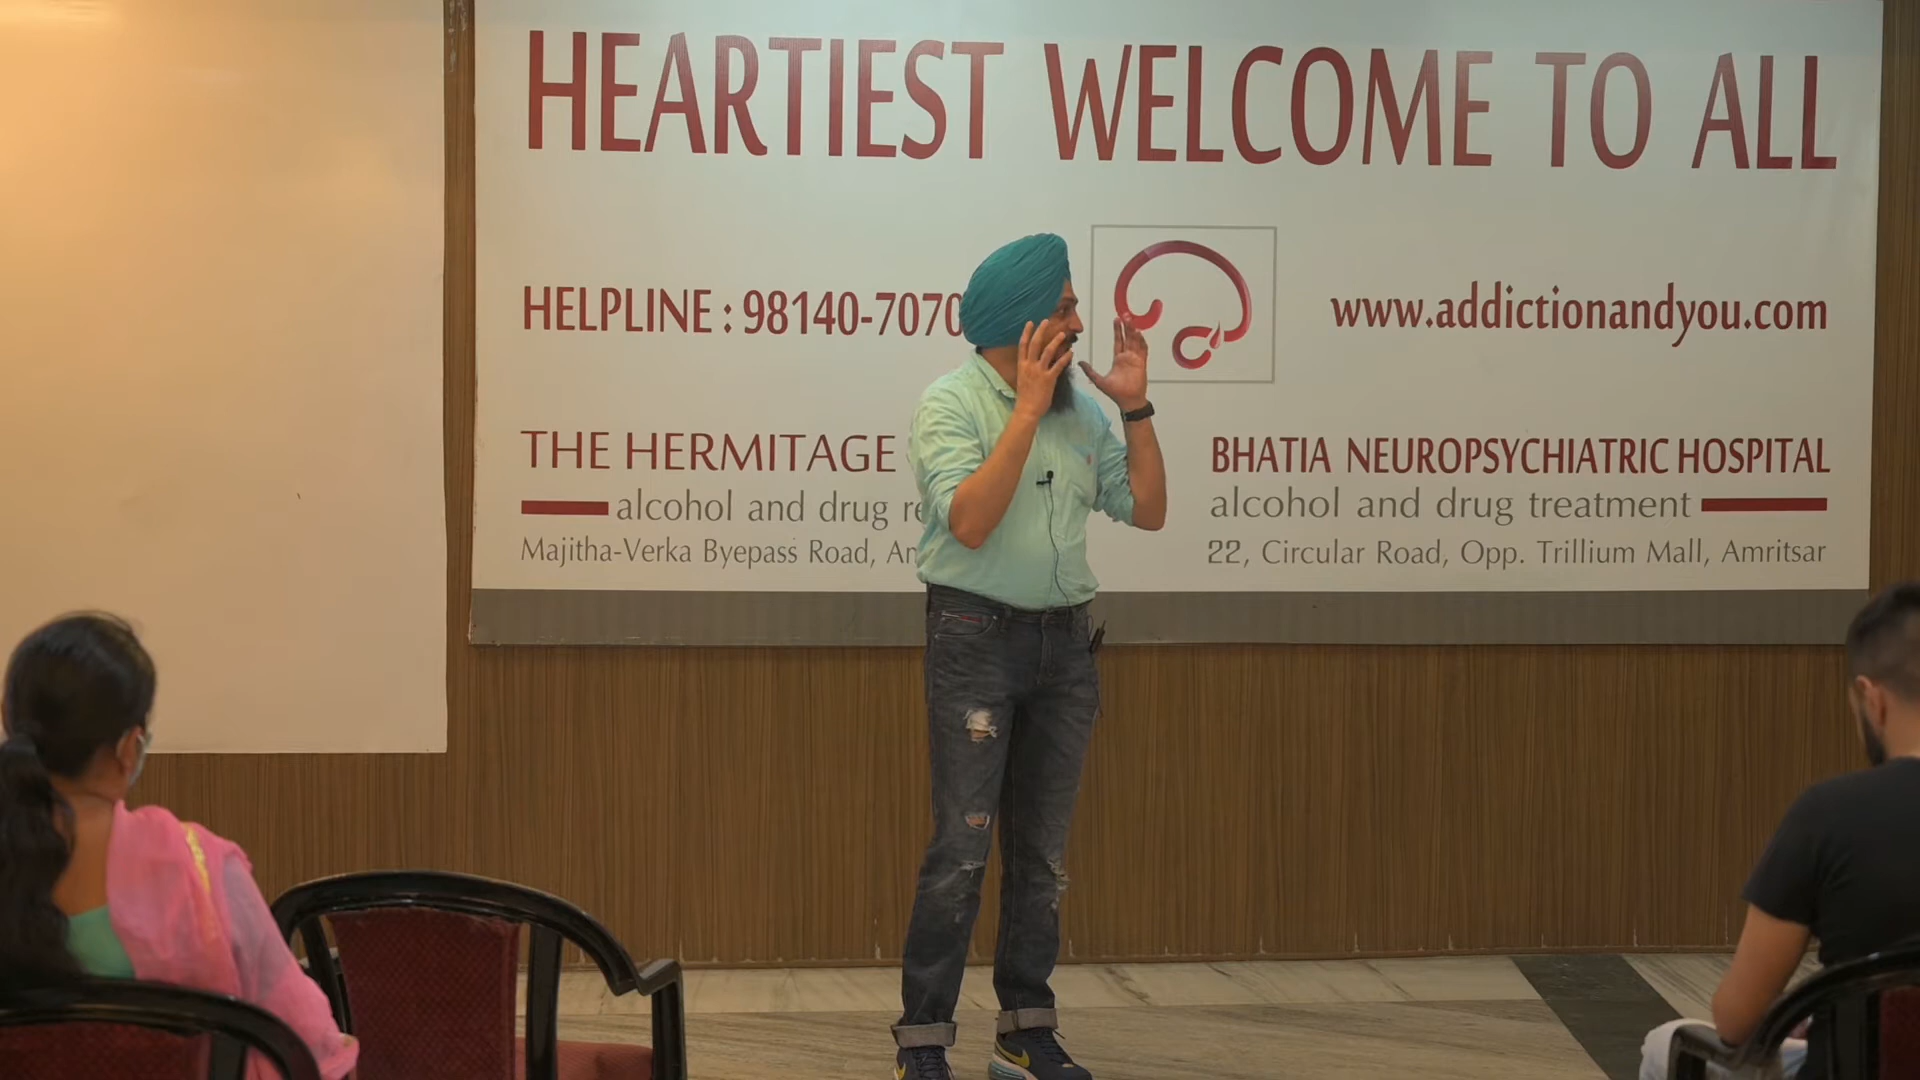 HEARTIEST WELCOME TO ALL
HELPLINE : 98140-7070
www.addictionandyou.com
THE HERMITAGE
alcohol and drug
Majitha-Verka Byepass Road,
BHATIA NEUROPSYCHIATRIC HOSPITAL
alcohol and drug treatment
22, Circular Road, Opp. Trillium Mall, Amritsar